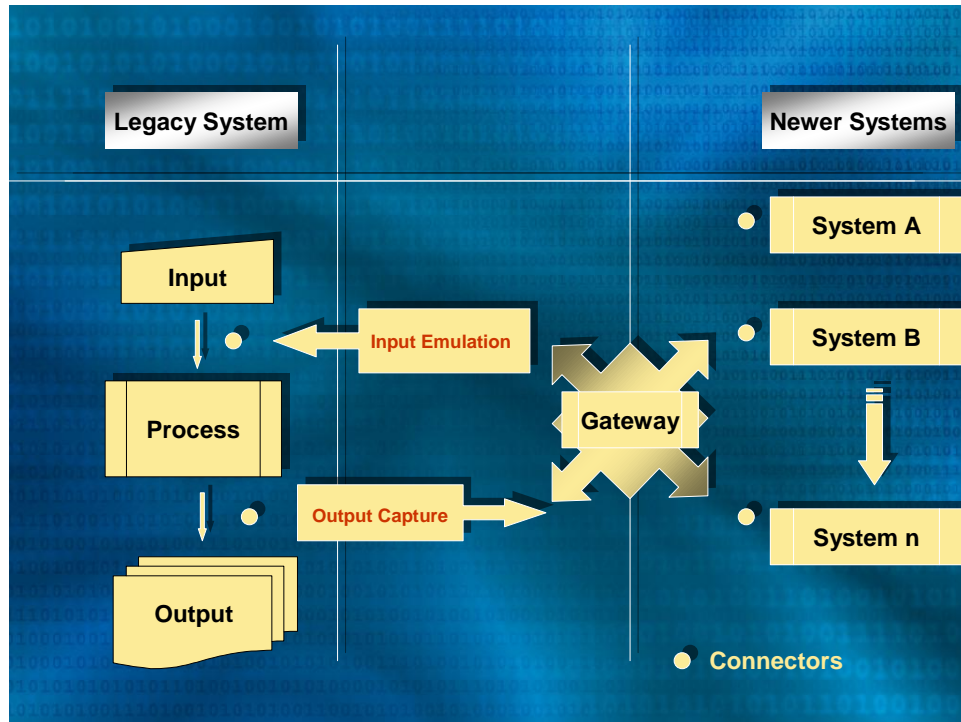 Legacy System
Newer Systems
System A
Input
System B
Input Emulation
Gateway
Process
Output Capture
System n
Output
Connectors